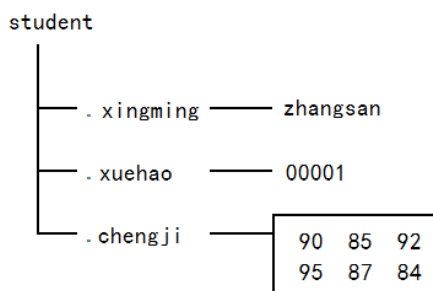 student
.xingming zhangsan
.xuehao 00001
.chengji
90 85 92
95 87 84